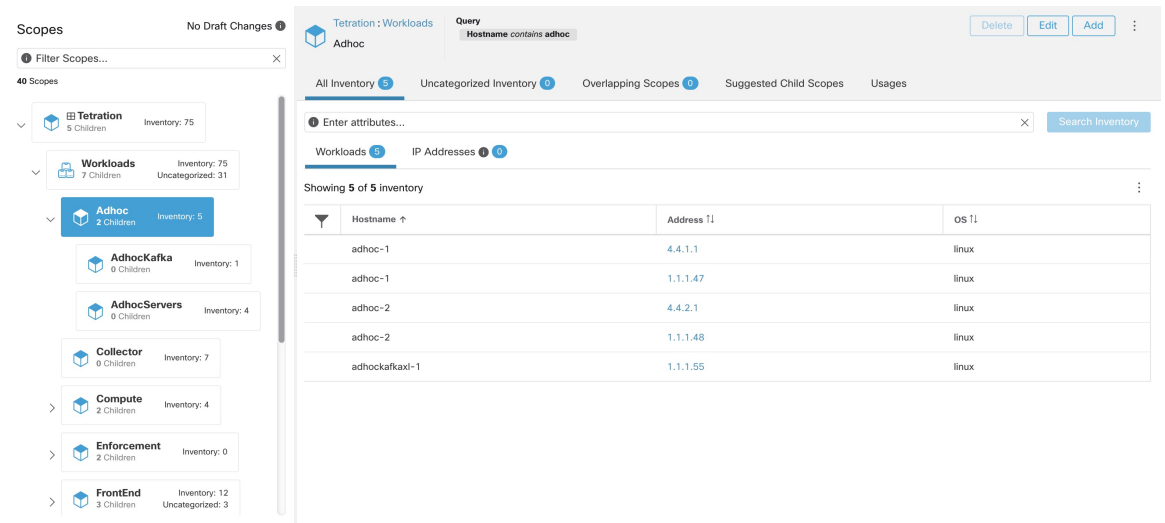 Scopes
No Draft Changes
Filter Scopes...
40 Scopes
Tetration
5 Children
Inventory: 75
Workloads
7 Children
Inventory: 75
Uncategorized: 31
Adhoc
2 Children
Inventory: 5
AdhocKafka
0 Children
Inventory: 1
AdhocServers
0 Children
Inventory: 4
Collector
0 Children
Inventory: 7
Compute
2 Children
Inventory: 4
Enforcement
2 Children
Inventory: 0
FrontEnd
3 Children
Inventory: 12
Uncategorized: 3
Tetration : Workloads
Adhoc
Query
Hostname contains adhoc
Delete Edit Add
All Inventory 5 Uncategorized Inventory 0 Overlapping Scopes 0 Suggested Child Scopes Usages
Enter attributes...
Search Inventory
Workloads 5 IP Addresses 0
Showing 5 of 5 inventory
Hostname ↑ Address ↑↓ OS ↑↓
adhoc-1 4.4.1.1 linux
adhoc-1 1.1.1.47 linux
adhoc-2 4.4.2.1 linux
adhoc-2 1.1.1.48 linux
adhockafkaxl-1 1.1.1.55 linux